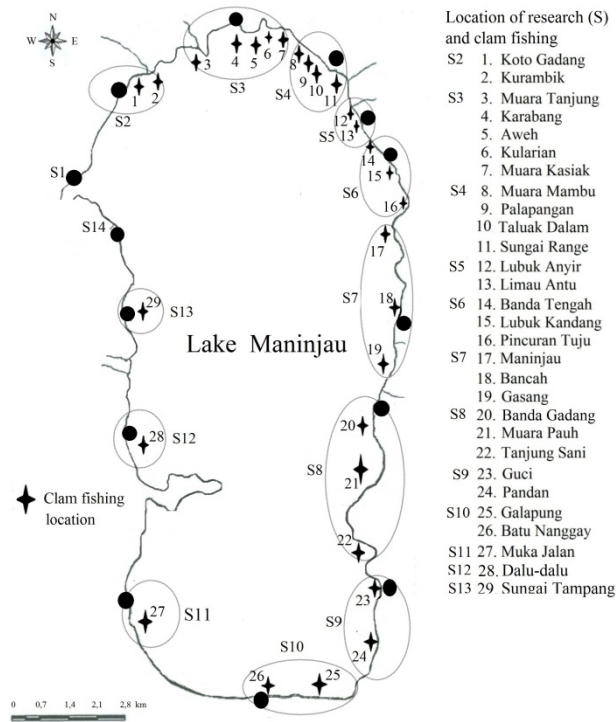 N
W E
S
S1
S2
1 2
3
S3
4 5 6 7
8
9
10
11
S4
12
13
S5
14
15
S6
16
17
S7
18
19
20
S8
21
22
23
S9
24
S10
25
26
S11
27
S12
28
S13
29
S14
Lake Maninjau
Clam fishing
location
0 0,7 1,4 2,8 km
Location of research (S)
and clam fishing
S2 1. Koto Gadang
2. Kurambik
S3 3. Muara Tanjung
4. Karabang
5. Aweh
6. Kularian
7. Muara Kasiak
S4 8. Muara Mambu
9. Palapangan
10 Taluak Dalam
11. Sungai Range
S5 12. Lubuk Anyir
13. Limau Antu
S6 14. Banda Tengah
15. Lubuk Kandang
16. Pincuran Tuju
S7 17. Maninjau
18. Bancah
19. Gasang
S8 20. Banda Gadang
21. Muara Pauh
22. Tanjung Sani
S9 23. Guci
24. Pandan
S10 25. Galapung
26. Batu Nanggay
S11 27. Muka Jalan
S12 28. Dalu-dalu
S13 29 Sungai Tampang